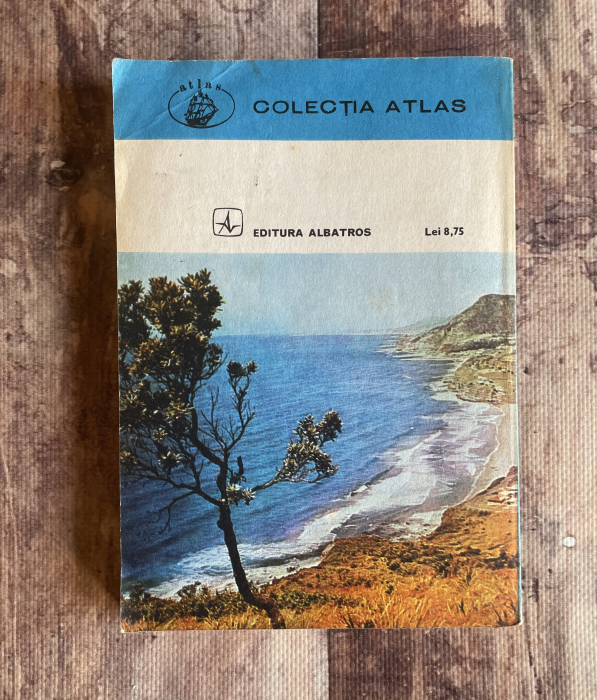 atlas
COLECȚIA ATLAS
EDITURA ALBATROS Lei 8,75